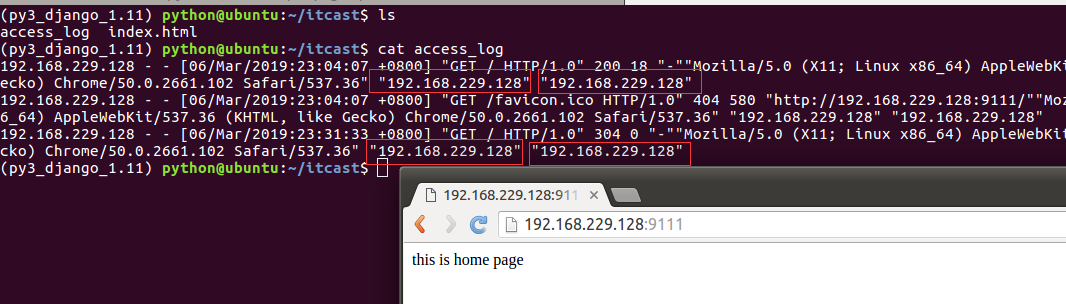 (py3_django_1.11) python@ubuntu:~/itcast$ ls
access_log  index.html
(py3_django_1.11) python@ubuntu:~/itcast$ cat access_log
192.168.229.128 - - [06/Mar/2019:23:04:07 +0800] "GET / HTTP/1.0" 200 18 "-""Mozilla/5.0 (X11; Linux x86_64) AppleWebKit
ecko) Chrome/50.0.2661.102 Safari/537.36" "192.168.229.128" "192.168.229.128"
192.168.229.128 - - [06/Mar/2019:23:04:07 +0800] "GET /favicon.ico HTTP/1.0" 404 580 "http://192.168.229.128:9111/""Moz
6_64) AppleWebKit/537.36 (KHTML, like Gecko) Chrome/50.0.2661.102 Safari/537.36" "192.168.229.128" "192.168.229.128"
192.168.229.128 - - [06/Mar/2019:23:31:33 +0800] "GET / HTTP/1.0" 304 0 "-""Mozilla/5.0 (X11; Linux x86_64) AppleWebKi
cko) Chrome/50.0.2661.102 Safari/537.36" "192.168.229.128" "192.168.229.128"
(py3_django_1.11) python@ubuntu:~/itcast$
192.168.229.128:911
192.168.229.128:9111
this is home page